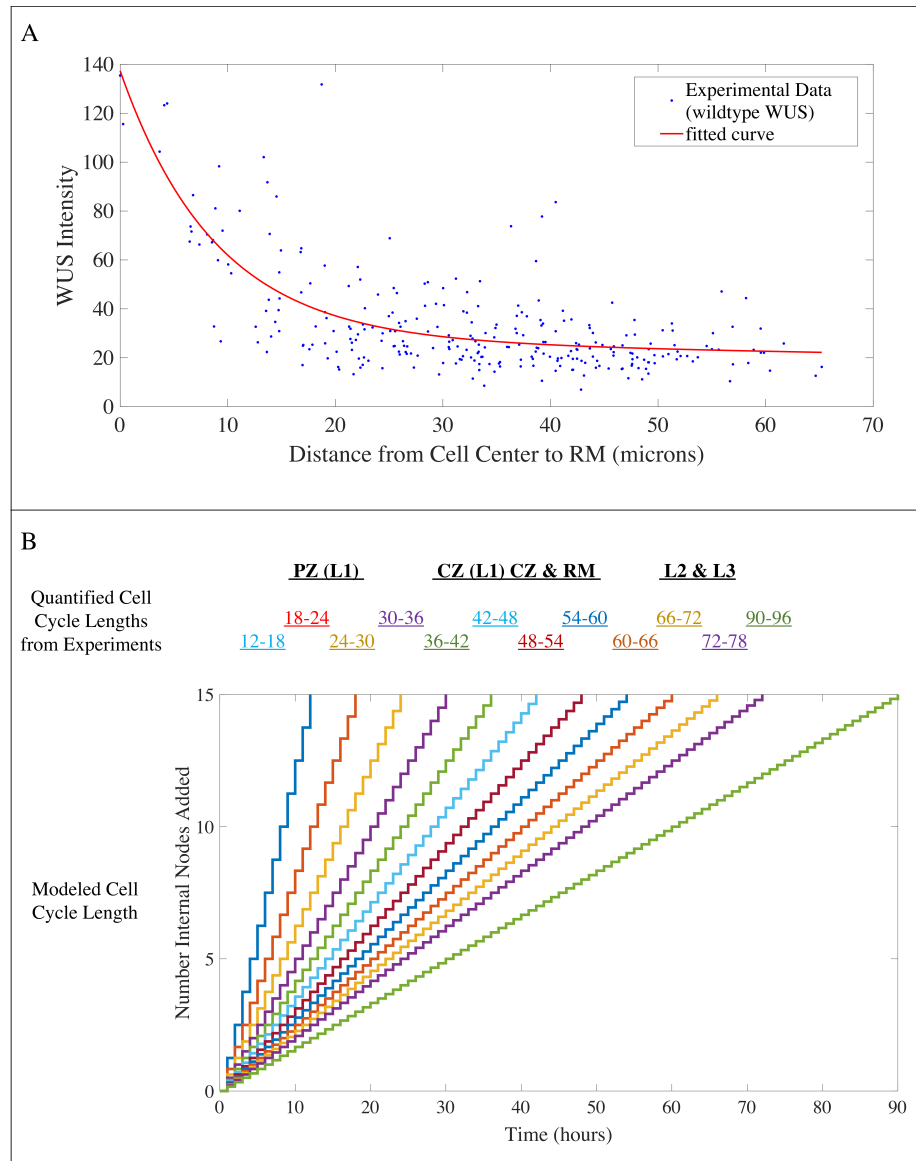 A
140
120
100
80
60
40
20
0
WUS Intensity
Experimental Data
(wildtype WUS)
fitted curve
0 10 20 30 40 50 60 70
Distance from Cell Center to RM (microns)
B
PZ (L1) CZ (L1) CZ & RM L2 & L3
Quantified Cell
Cycle Lengths
from Experiments
18-24 30-36 42-48 54-60 66-72 90-96
12-18 24-30 36-42 48-54 60-66 72-78
Modeled Cell
Cycle Length
15
10
5
0
Number Internal Nodes Added
0 10 20 30 40 50 60 70 80 90
Time (hours)